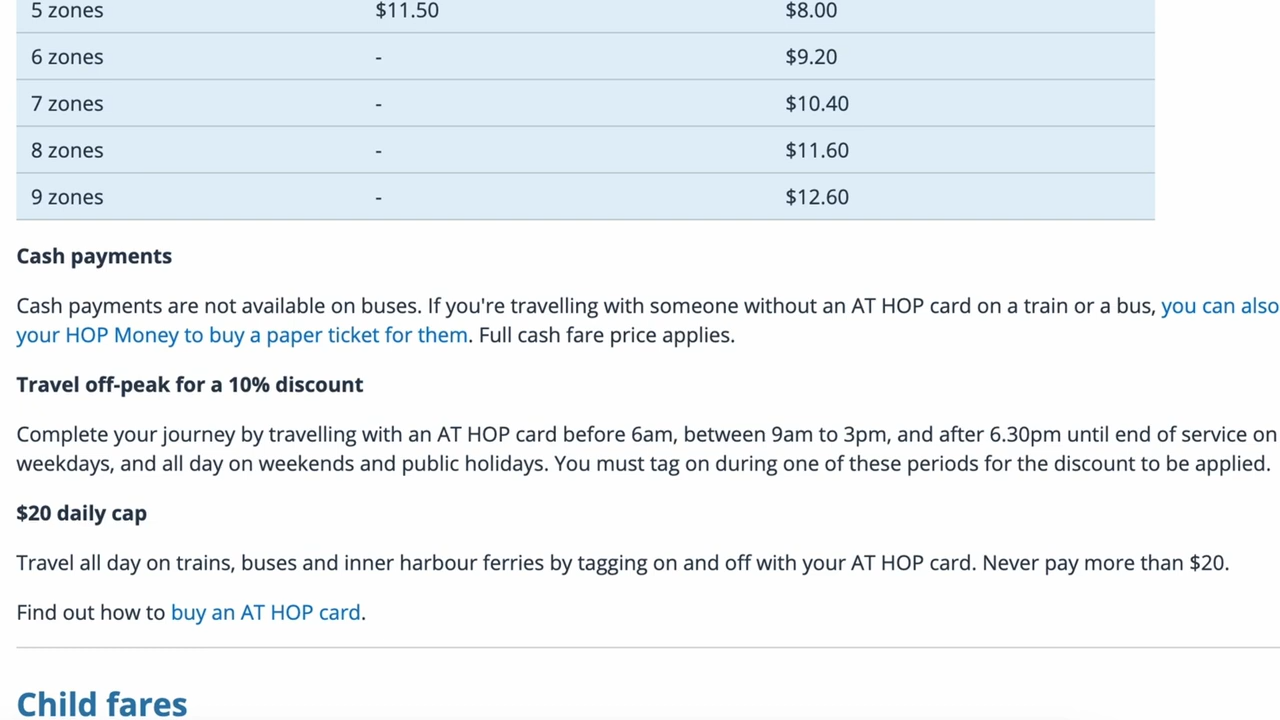 5 zones $11.50 $8.00
6 zones - $9.20
7 zones - $10.40
8 zones - $11.60
9 zones - $12.60
Cash payments
Cash payments are not available on buses. If you're travelling with someone without an AT HOP card on a train or a bus, you can also
your HOP Money to buy a paper ticket for them. Full cash fare price applies.
Travel off-peak for a 10% discount
Complete your journey by travelling with an AT HOP card before 6am, between 9am to 3pm, and after 6.30pm until end of service on
weekdays, and all day on weekends and public holidays. You must tag on during one of these periods for the discount to be applied.
$20 daily cap
Travel all day on trains, buses and inner harbour ferries by tagging on and off with your AT HOP card. Never pay more than $20.
Find out how to buy an AT HOP card.
Child fares